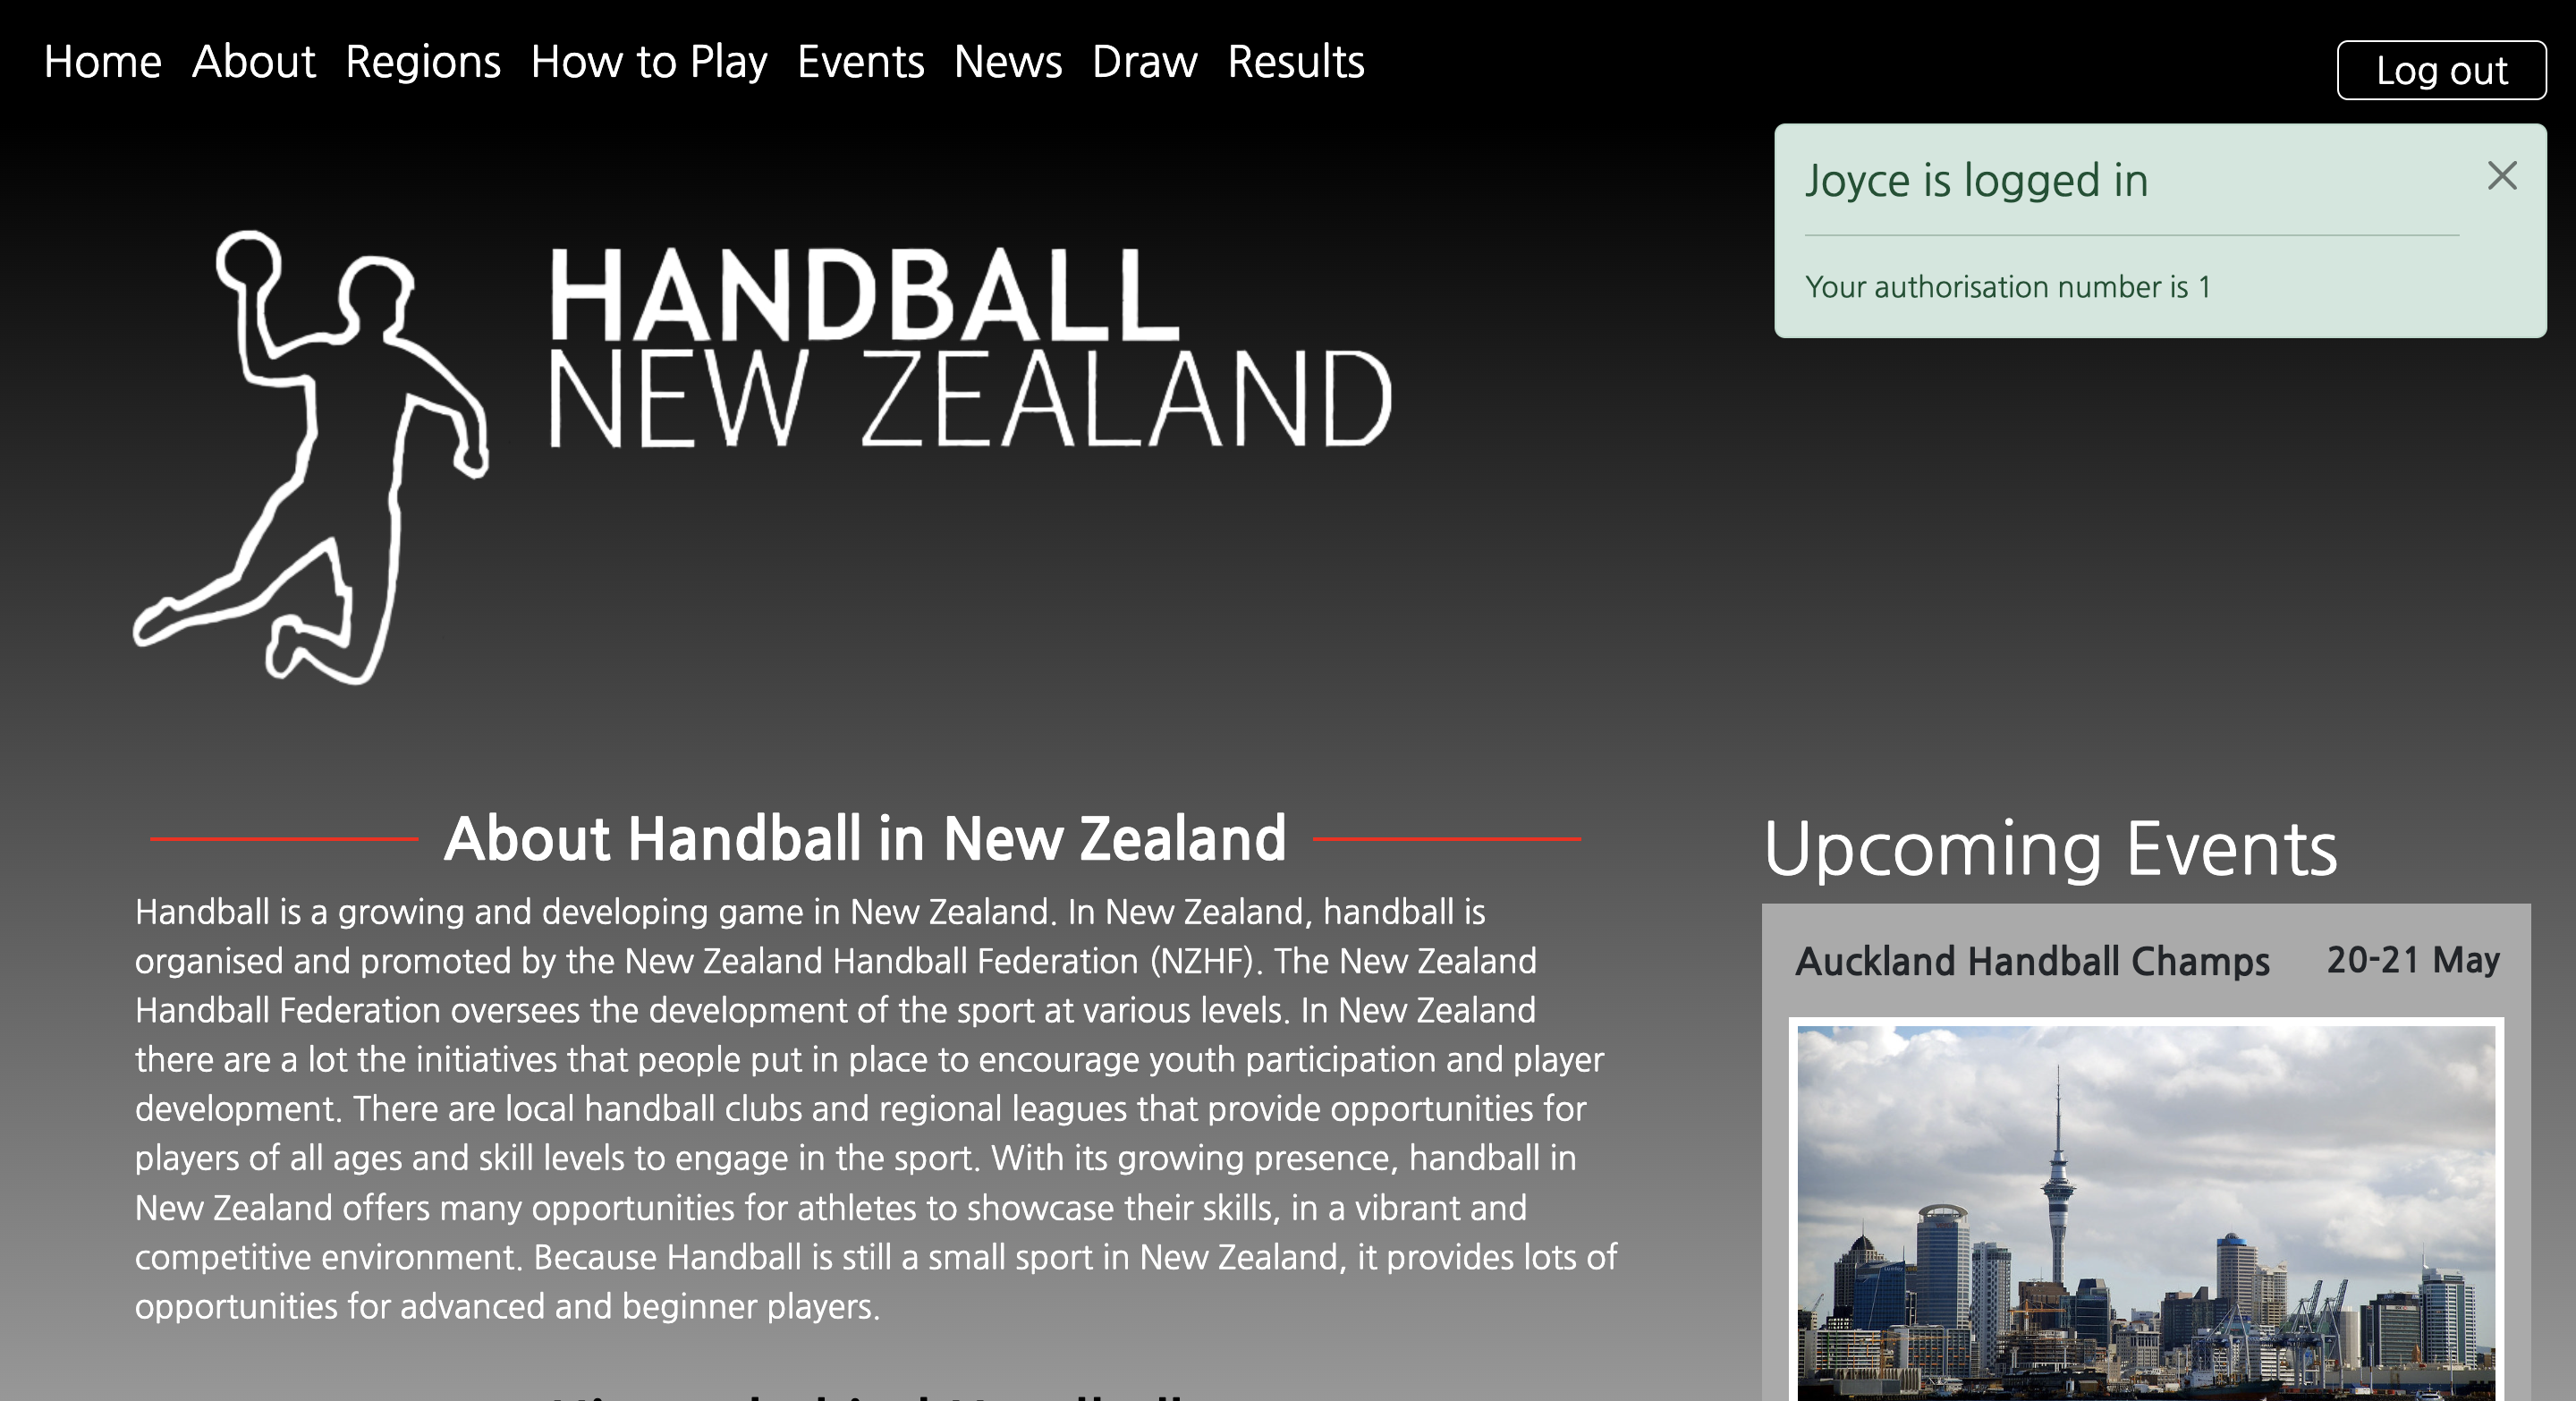 Home About Regions How to Play Events News Draw Results
Log out
Joyce is logged in
Your authorisation number is 1
HANDBALL
NEW ZEALAND
About Handball in New Zealand
Handball is a growing and developing game in New Zealand. In New Zealand, handball is
organised and promoted by the New Zealand Handball Federation (NZHF). The New Zealand
Handball Federation oversees the development of the sport at various levels. In New Zealand
there are a lot the initiatives that people put in place to encourage youth participation and player
development. There are local handball clubs and regional leagues that provide opportunities for
players of all ages and skill levels to engage in the sport. With its growing presence, handball in
New Zealand offers many opportunities for athletes to showcase their skills, in a vibrant and
competitive environment. Because Handball is still a small sport in New Zealand, it provides lots of
opportunities for advanced and beginner players.
Upcoming Events
Auckland Handball Champs 20-21 May